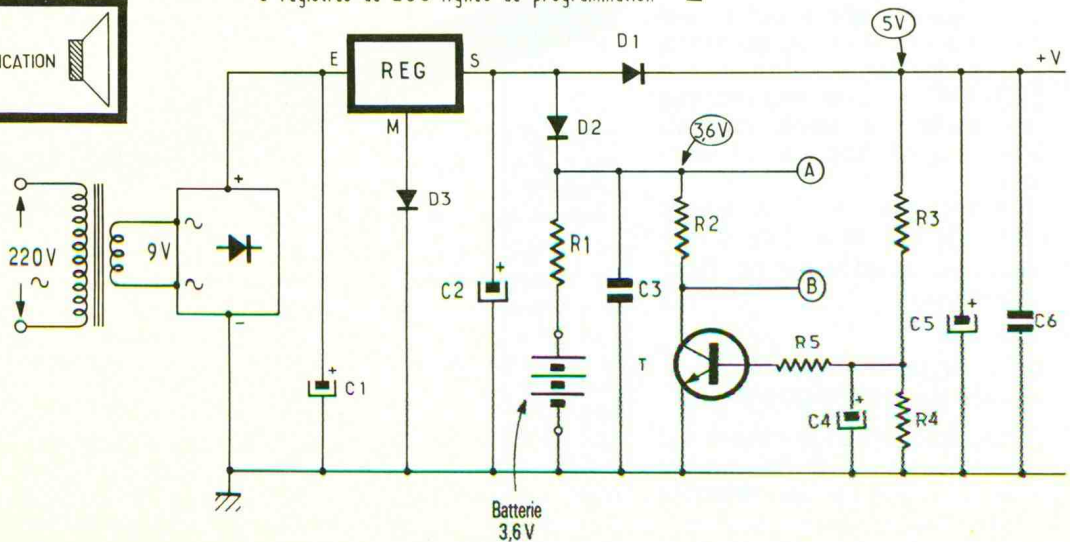 ICATION
220V
~
9V
~
~
+
-
E
REG
S
M
D1
D2
D3
3,6V
5V
+V
A
B
R1
R2
R3
R4
R5
C1
+
C2
+
C3
C4
+
C5
+
C6
T
Batterie
3,6 V